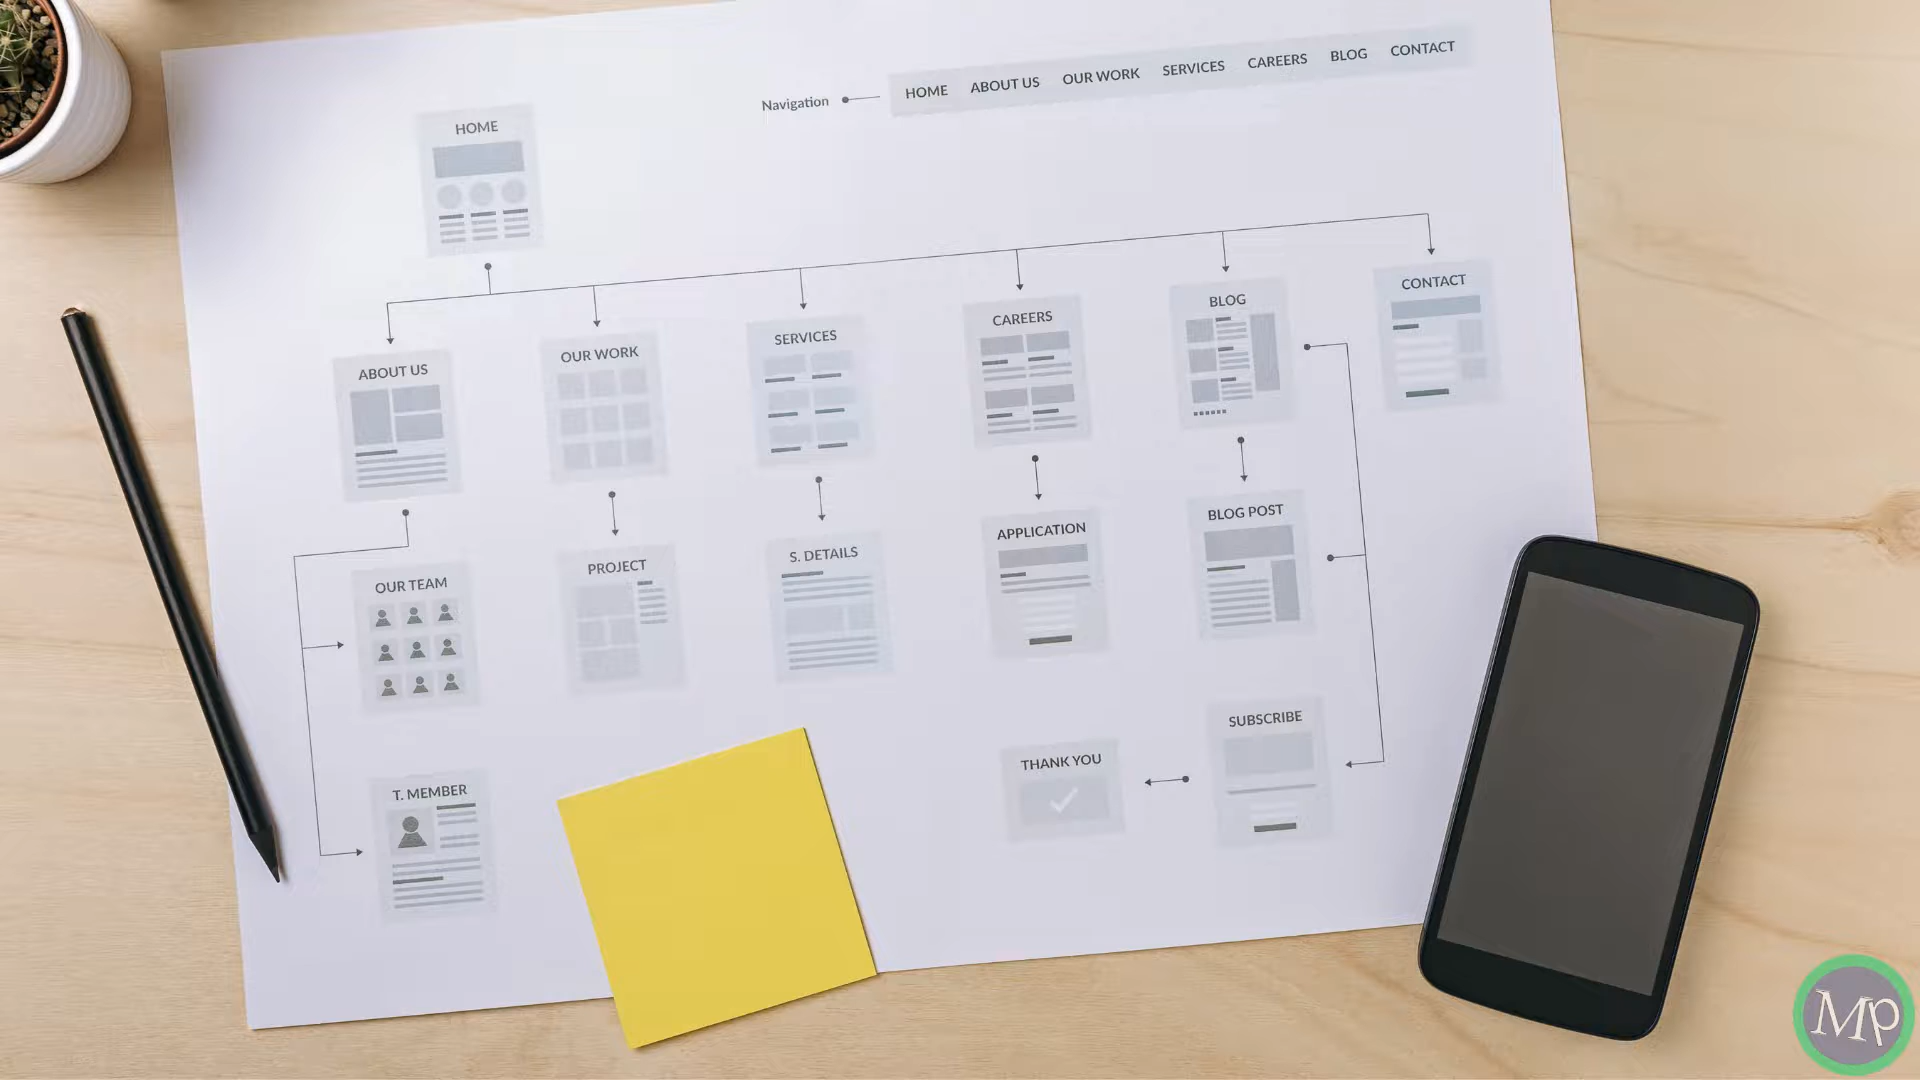 Navigation
HOME ABOUT US OUR WORK SERVICES CAREERS BLOG CONTACT
HOME
ABOUT US
OUR WORK
SERVICES
CAREERS
BLOG
CONTACT
OUR TEAM
PROJECT
S. DETAILS
APPLICATION
BLOG POST
T. MEMBER
THANK YOU
SUBSCRIBE
Mp